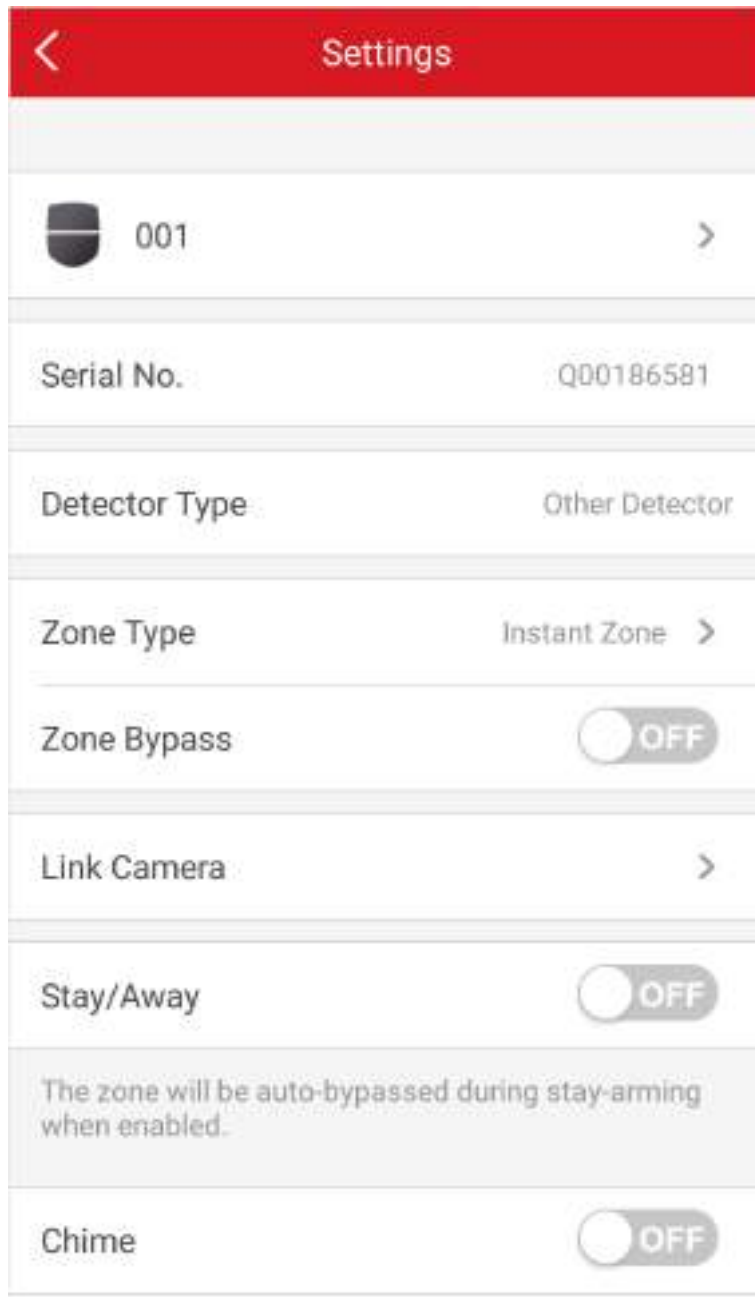 Settings
001
Serial No. Q00186581
Detector Type Other Detector
Zone Type Instant Zone
Zone Bypass OFF
Link Camera
Stay/Away OFF
The zone will be auto-bypassed during stay-arming
when enabled.
Chime OFF